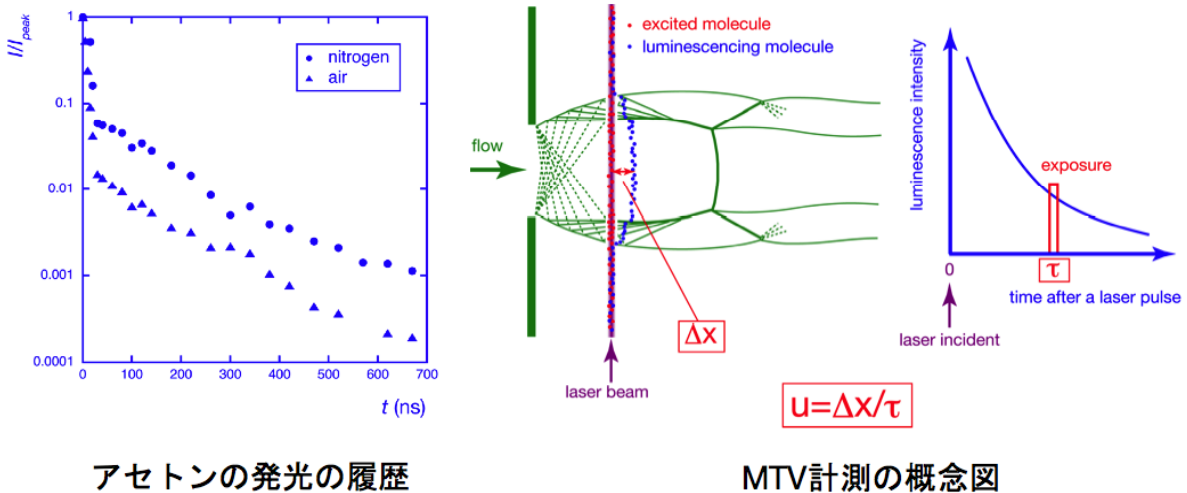 I/Ipeak
1
0.1
0.01
0.001
0.0001
nitrogen
air
0 100 200 300 400 500 600 700
t (ns)
アセトンの発光の履歴
excited molecule
luminescencing molecule
flow
Δx
laser beam
u=Δx/τ
MTV計測の概念図
luminescence intensity
exposure
0
τ
time after a laser pulse
laser incident